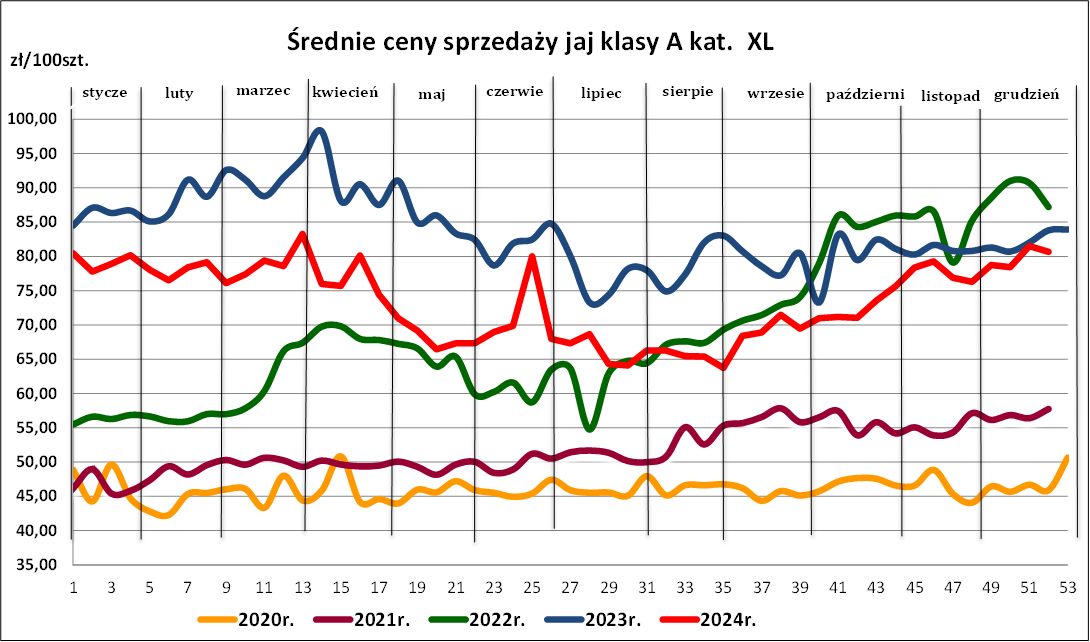 Średnie ceny sprzedaży jaj klasy A kat. XL
zł/100szt.
stycze luty marzec kwiecień maj czerwie lipiec sierpie wrzesie październi listopad grudzień
100,00
95,00
90,00
85,00
80,00
75,00
70,00
65,00
60,00
55,00
50,00
45,00
40,00
35,00
1 3 5 7 9 11 13 15 17 19 21 23 25 27 29 31 33 35 37 39 41 43 45 47 49 51 53
2020r. 2021r. 2022r. 2023r. 2024r.